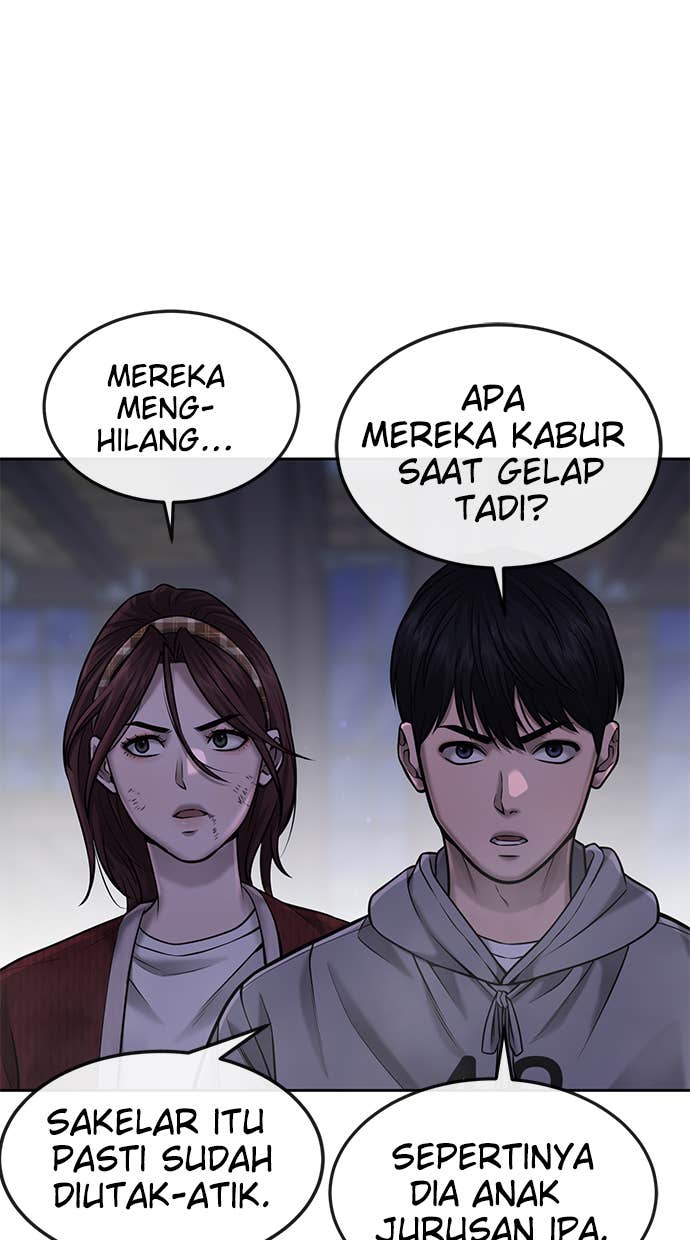 MEREKA
MENG-
HILANG...
APA
MEREKA KABUR
SAAT GELAP
TADI?
SAKELAR ITU
PASTI SUDAH
DIUTAK-ATIK.
SEPERTINYA
DIA ANAK
JURUSAN IPA.